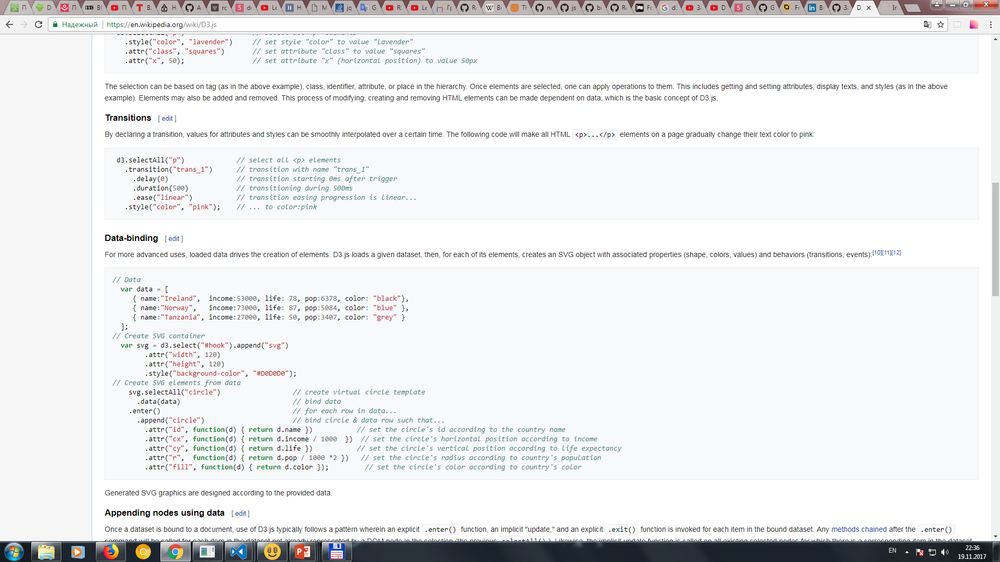 Надежный
https://en.wikipedia.org/wiki/D3.js
.style("color", "lavender")     // set style "color" to value "lavender"
.attr("class", "squares")       // set attribute "class" to value "squares"
.attr("x", 50);                 // set attribute "x" (horizontal position) to value 50px
The selection can be based on tag (as in the above example), class, identifier, attribute, or place in the hierarchy. Once elements are selected, one can apply operations to them. This includes getting and setting attributes, display texts, and styles (as in the above
example). Elements may also be added and removed. This process of modifying, creating and removing HTML elements can be made dependent on data, which is the basic concept of D3.js.
Transitions [ edit ]
By declaring a transition, values for attributes and styles can be smoothly interpolated over a certain time. The following code will make all HTML <p>...</p> elements on a page gradually change their text color to pink:
d3.selectAll("p")             // select all <p> elements
.transition("trans_1")      // transition with name "trans_1"
.delay(0)                 // transition starting 0ms after trigger
.duration(500)            // transitioning during 500ms
.ease("linear")           // transition easing progression is linear...
.style("color", "pink");    // ... to color:pink
Data-binding [ edit ]
For more advanced uses, loaded data drives the creation of elements. D3.js loads a given dataset, then, for each of its elements, creates an SVG object with associated properties (shape, colors, values) and behaviors (transitions, events).[10][11][12]
// Data
var data = [
{ name:"Ireland",  income:53000, life: 78, pop:6378, color: "black"},
{ name:"Norway",   income:73000, life: 87, pop:5084, color: "blue" },
{ name:"Tanzania", income:27000, life: 50, pop:3407, color: "grey" }
];
// Create SVG container
var svg = d3.select("#hook").append("svg")
.attr("width", 120)
.attr("height", 120)
.style("background-color", "#D0D0D0");
// Create SVG elements from data
svg.selectAll("circle")                  // create virtual circle template
.data(data)                            // bind data
.enter()                                 // for each row in data...
.append("circle")                      // bind circle & data row such that...
.attr("id", function(d) { return d.name })           // set the circle's id according to the country name
.attr("cx", function(d) { return d.income / 1000  })  // set the circle's horizontal position according to income
.attr("cy", function(d) { return d.life })           // set the circle's vertical position according to life expectancy
.attr("r",  function(d) { return d.pop / 1000 *2 })   // set the circle's radius according to country's population
.attr("fill", function(d) { return d.color });         // set the circle's color according to country's color
Generated SVG graphics are designed according to the provided data.
Appending nodes using data [ edit ]
Once a dataset is bound to a document, use of D3.js typically follows a pattern wherein an explicit .enter() function, an implicit "update," and an explicit .exit() function is invoked for each item in the bound dataset. Any methods chained after the .enter()
EN
22:36
19.11.2017